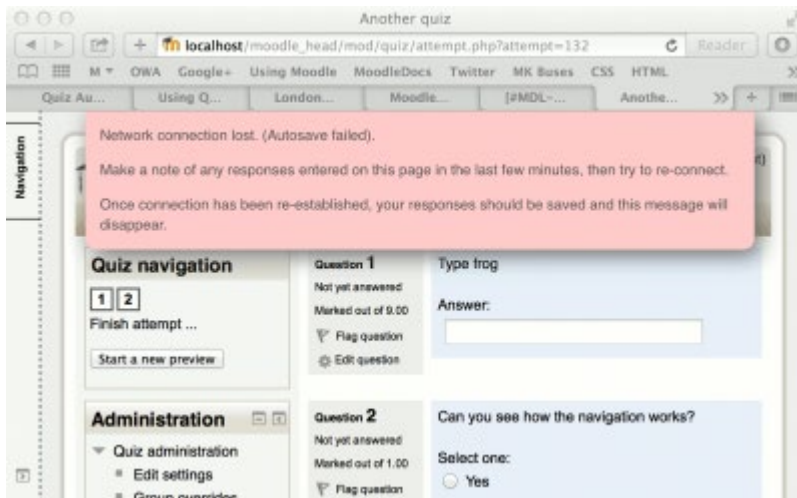 Another quiz
localhost/moodle_head/mod/quiz/attempt.php?attempt=132
Reader
M
OWA
Google+
Using Moodle
MoodleDocs
Twitter
MK Buses
CSS
HTML
Quiz Au...
Using Q...
London...
Moodle...
[#MDL-...
Anothe...
Navigation
Network connection lost. (Autosave failed).
Make a note of any responses entered on this page in the last few minutes, then try to re-connect.
Once connection has been re-established, your responses should be saved and this message will
disappear.
Quiz navigation
1 2
Finish attempt ...
Start a new preview
Question 1
Not yet answered
Marked out of 9.00
Flag question
Edit question
Type frog
Answer:
Administration
Quiz administration
Edit settings
Group overrides
Question 2
Not yet answered
Marked out of 1.00
Flag question
Can you see how the navigation works?
Select one:
Yes